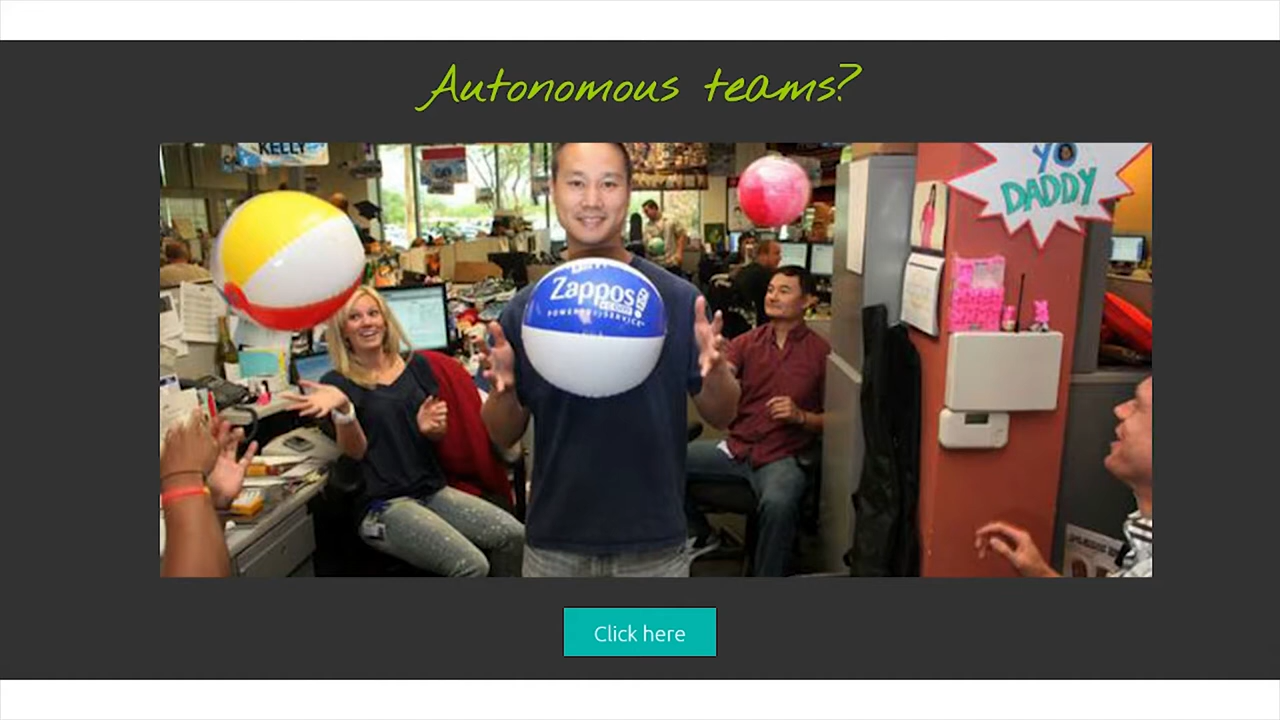 Autonomous teams?
KELLY
YO
DADDY
Zappos
.com
POWERED by SERVICE
Click here